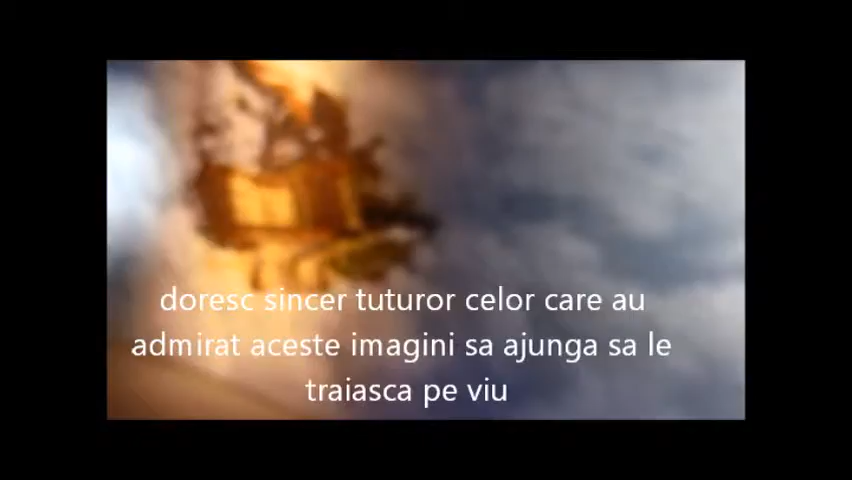 doresc sincer tuturor celor care au
admirat aceste imagini sa ajunga sa le
traiasca pe viu